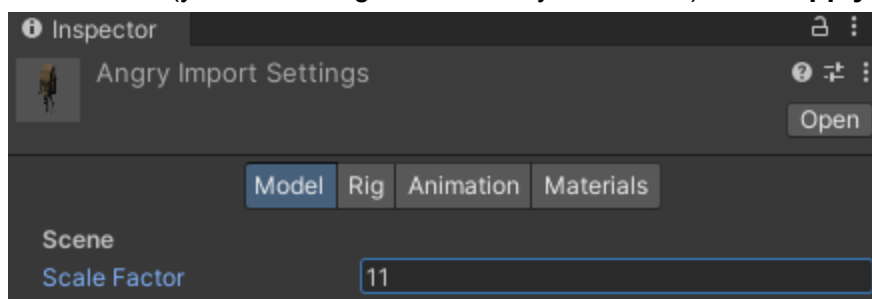 Inspector
Angry Import Settings
Open
Model Rig Animation Materials
Scene
Scale Factor 11